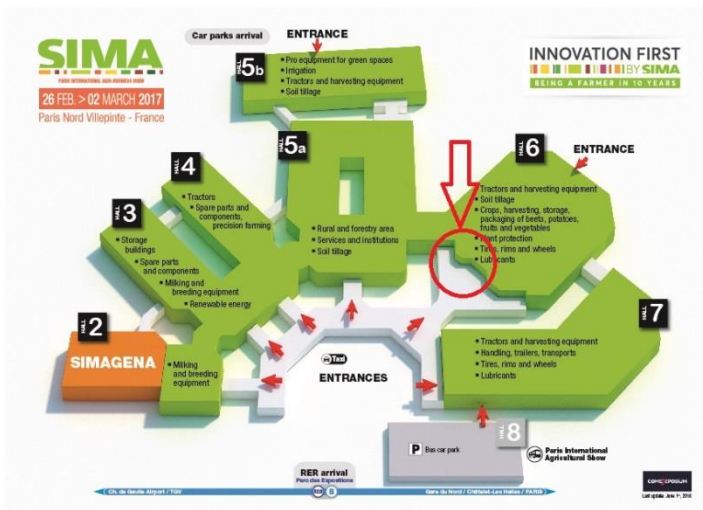 SIMA
PARIS INTERNATIONAL AGRI-BUSINESS SHOW
26 FEB. > 02 MARCH 2017
Paris Nord Villepinte - France
Car parks arrival
ENTRANCE
INNOVATION FIRST
BY SIMA
BEING A FARMER IN 10 YEARS
HALL 5b
• Pro equipment for green spaces
• Irrigation
• Tractors and harvesting equipment
• Soil tillage
HALL 5a
• Rural and forestry area
• Services and institutions
• Soil tillage
HALL 6
ENTRANCE
Tractors and harvesting equipment
• Soil tillage
• Crops, harvesting, storage,
packaging of beets, potatoes,
fruits and vegetables
Plant protection
• Tires, rims and wheels
• Lubricants
HALL 4
• Tractors
• Spare parts and
components,
precision farming
HALL 3
• Storage
buildings
• Spare parts
and components
• Milking and
breeding equipment
• Renewable energy
HALL 2
SIMAGENA
• Milking
and breeding
equipment
HALL 7
• Tractors and harvesting equipment
• Handling, trailers, transports
• Tires, rims and wheels
• Lubricants
Taxi
ENTRANCES
HALL 8
P Bus car park
Paris International
Agricultural Show
RER arrival
Parc des Expositions
RER B
Ch. de Gaulle Airport / TGV
Gare du Nord / Châtelet-Les Halles / PARIS
COMEXPOSIUM
Last update: June 1st, 2016